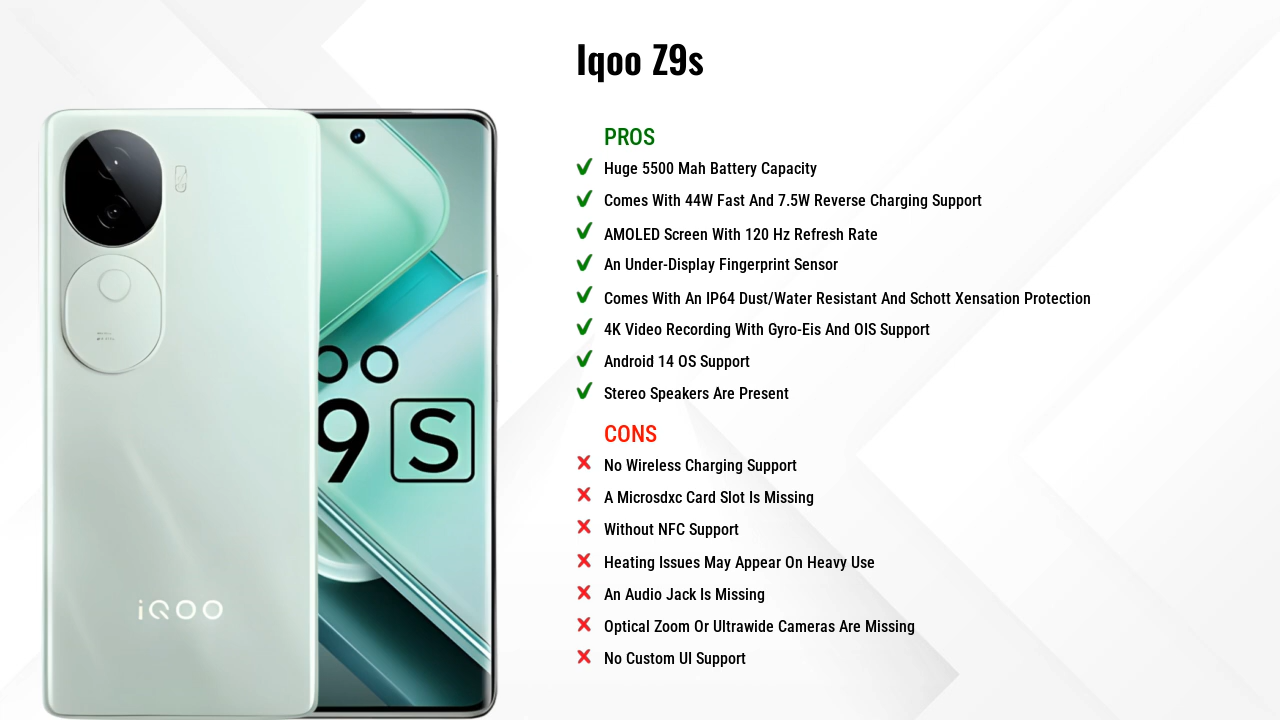 Iqoo Z9s
PROS
Huge 5500 Mah Battery Capacity
Comes With 44W Fast And 7.5W Reverse Charging Support
AMOLED Screen With 120 Hz Refresh Rate
An Under-Display Fingerprint Sensor
Comes With An IP64 Dust/Water Resistant And Schott Xensation Protection
4K Video Recording With Gyro-Eis And OIS Support
Android 14 OS Support
Stereo Speakers Are Present
CONS
No Wireless Charging Support
A Microsdxc Card Slot Is Missing
Without NFC Support
Heating Issues May Appear On Heavy Use
An Audio Jack Is Missing
Optical Zoom Or Ultrawide Cameras Are Missing
No Custom UI Support
OO
9S
iQOO